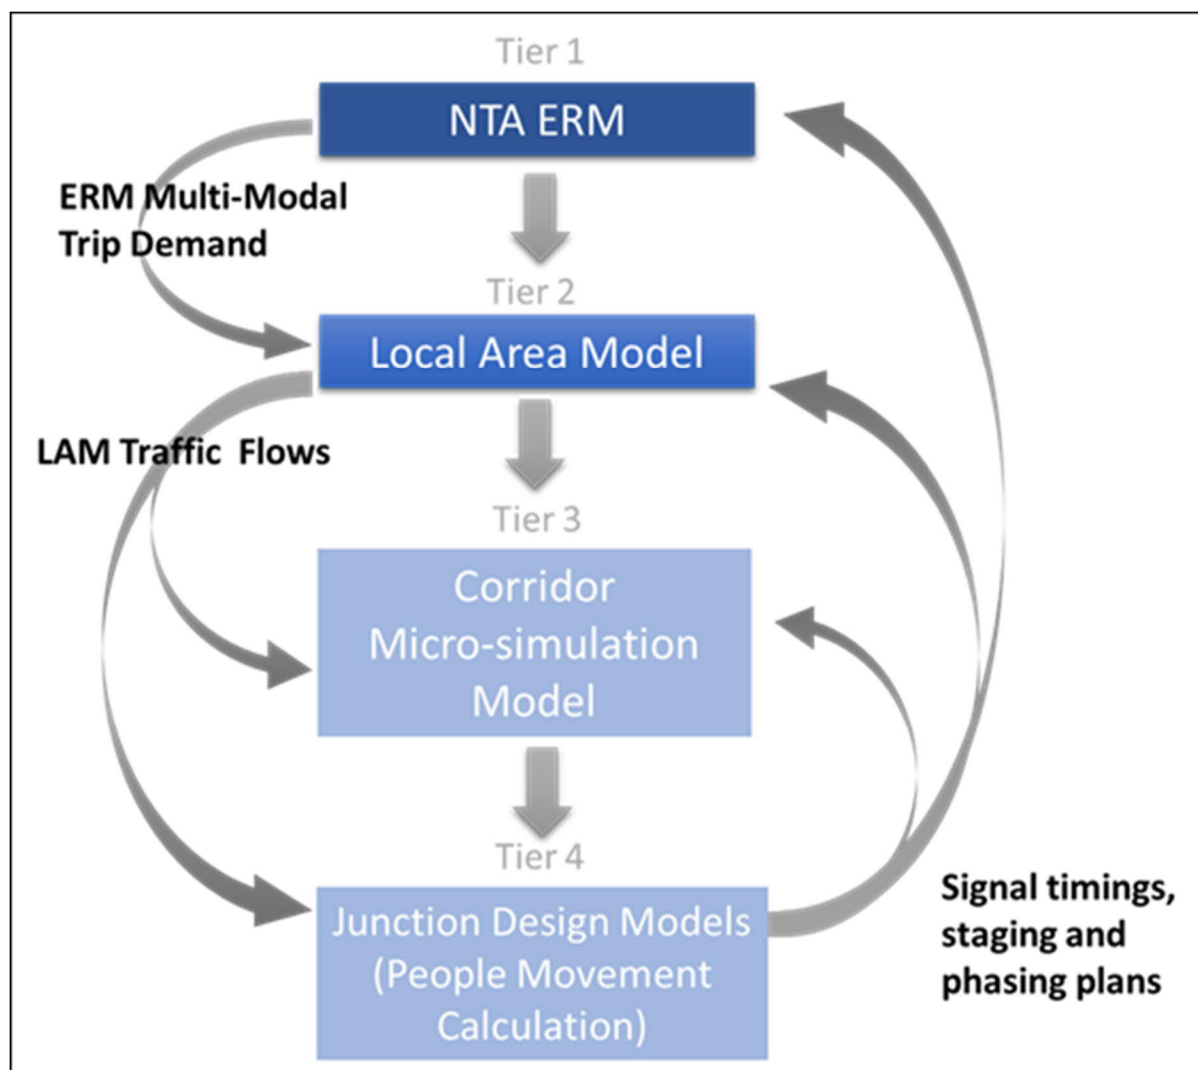 Tier 1
NTA ERM
ERM Multi-Modal
Trip Demand
Tier 2
Local Area Model
LAM Traffic  Flows
Tier 3
Corridor
Micro-simulation
Model
Tier 4
Junction Design Models
(People Movement
Calculation)
Signal timings,
staging and
phasing plans